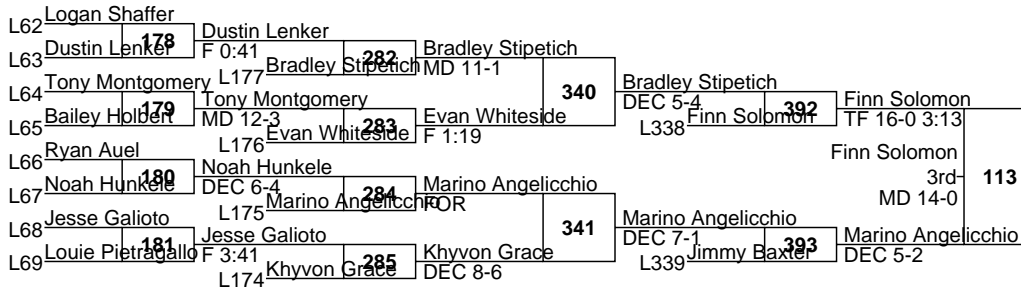 L62 Logan Shaffer
178
L63 Dustin Lenker
Dustin Lenker
F 0:41
L177 Bradley Stipetich
282
Bradley Stipetich
MD 11-1
L64 Tony Montgomery
179
L65 Bailey Holbert
Tony Montgomery
MD 12-3
L176 Evan Whiteside
283
Evan Whiteside
F 1:19
340
Bradley Stipetich
DEC 5-4
L338 Finn Solomon
392
Finn Solomon
TF 16-0 3:13
L66 Ryan Auel
180
L67 Noah Hunkele
Noah Hunkele
DEC 6-4
L175 Marino Angelicchio
284
Marino Angelicchio
FOR
L68 Jesse Galioto
181
L69 Louie Pietragallo
Jesse Galioto
F 3:41
L174 Khyvon Grace
285
Khyvon Grace
DEC 8-6
341
Marino Angelicchio
DEC 7-1
L339 Jimmy Baxter
393
Marino Angelicchio
DEC 5-2
Finn Solomon
3rd
MD 14-0
113